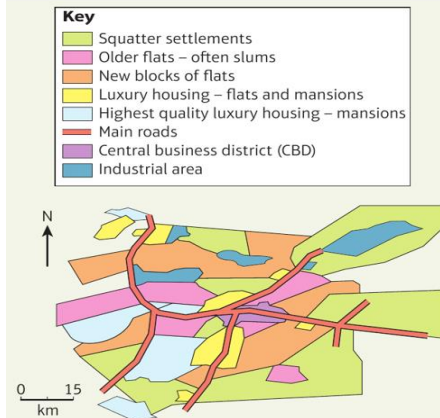 Key
Squatter settlements
Older flats – often slums
New blocks of flats
Luxury housing – flats and mansions
Highest quality luxury housing – mansions
Main roads
Central business district (CBD)
Industrial area
N
0 15
km